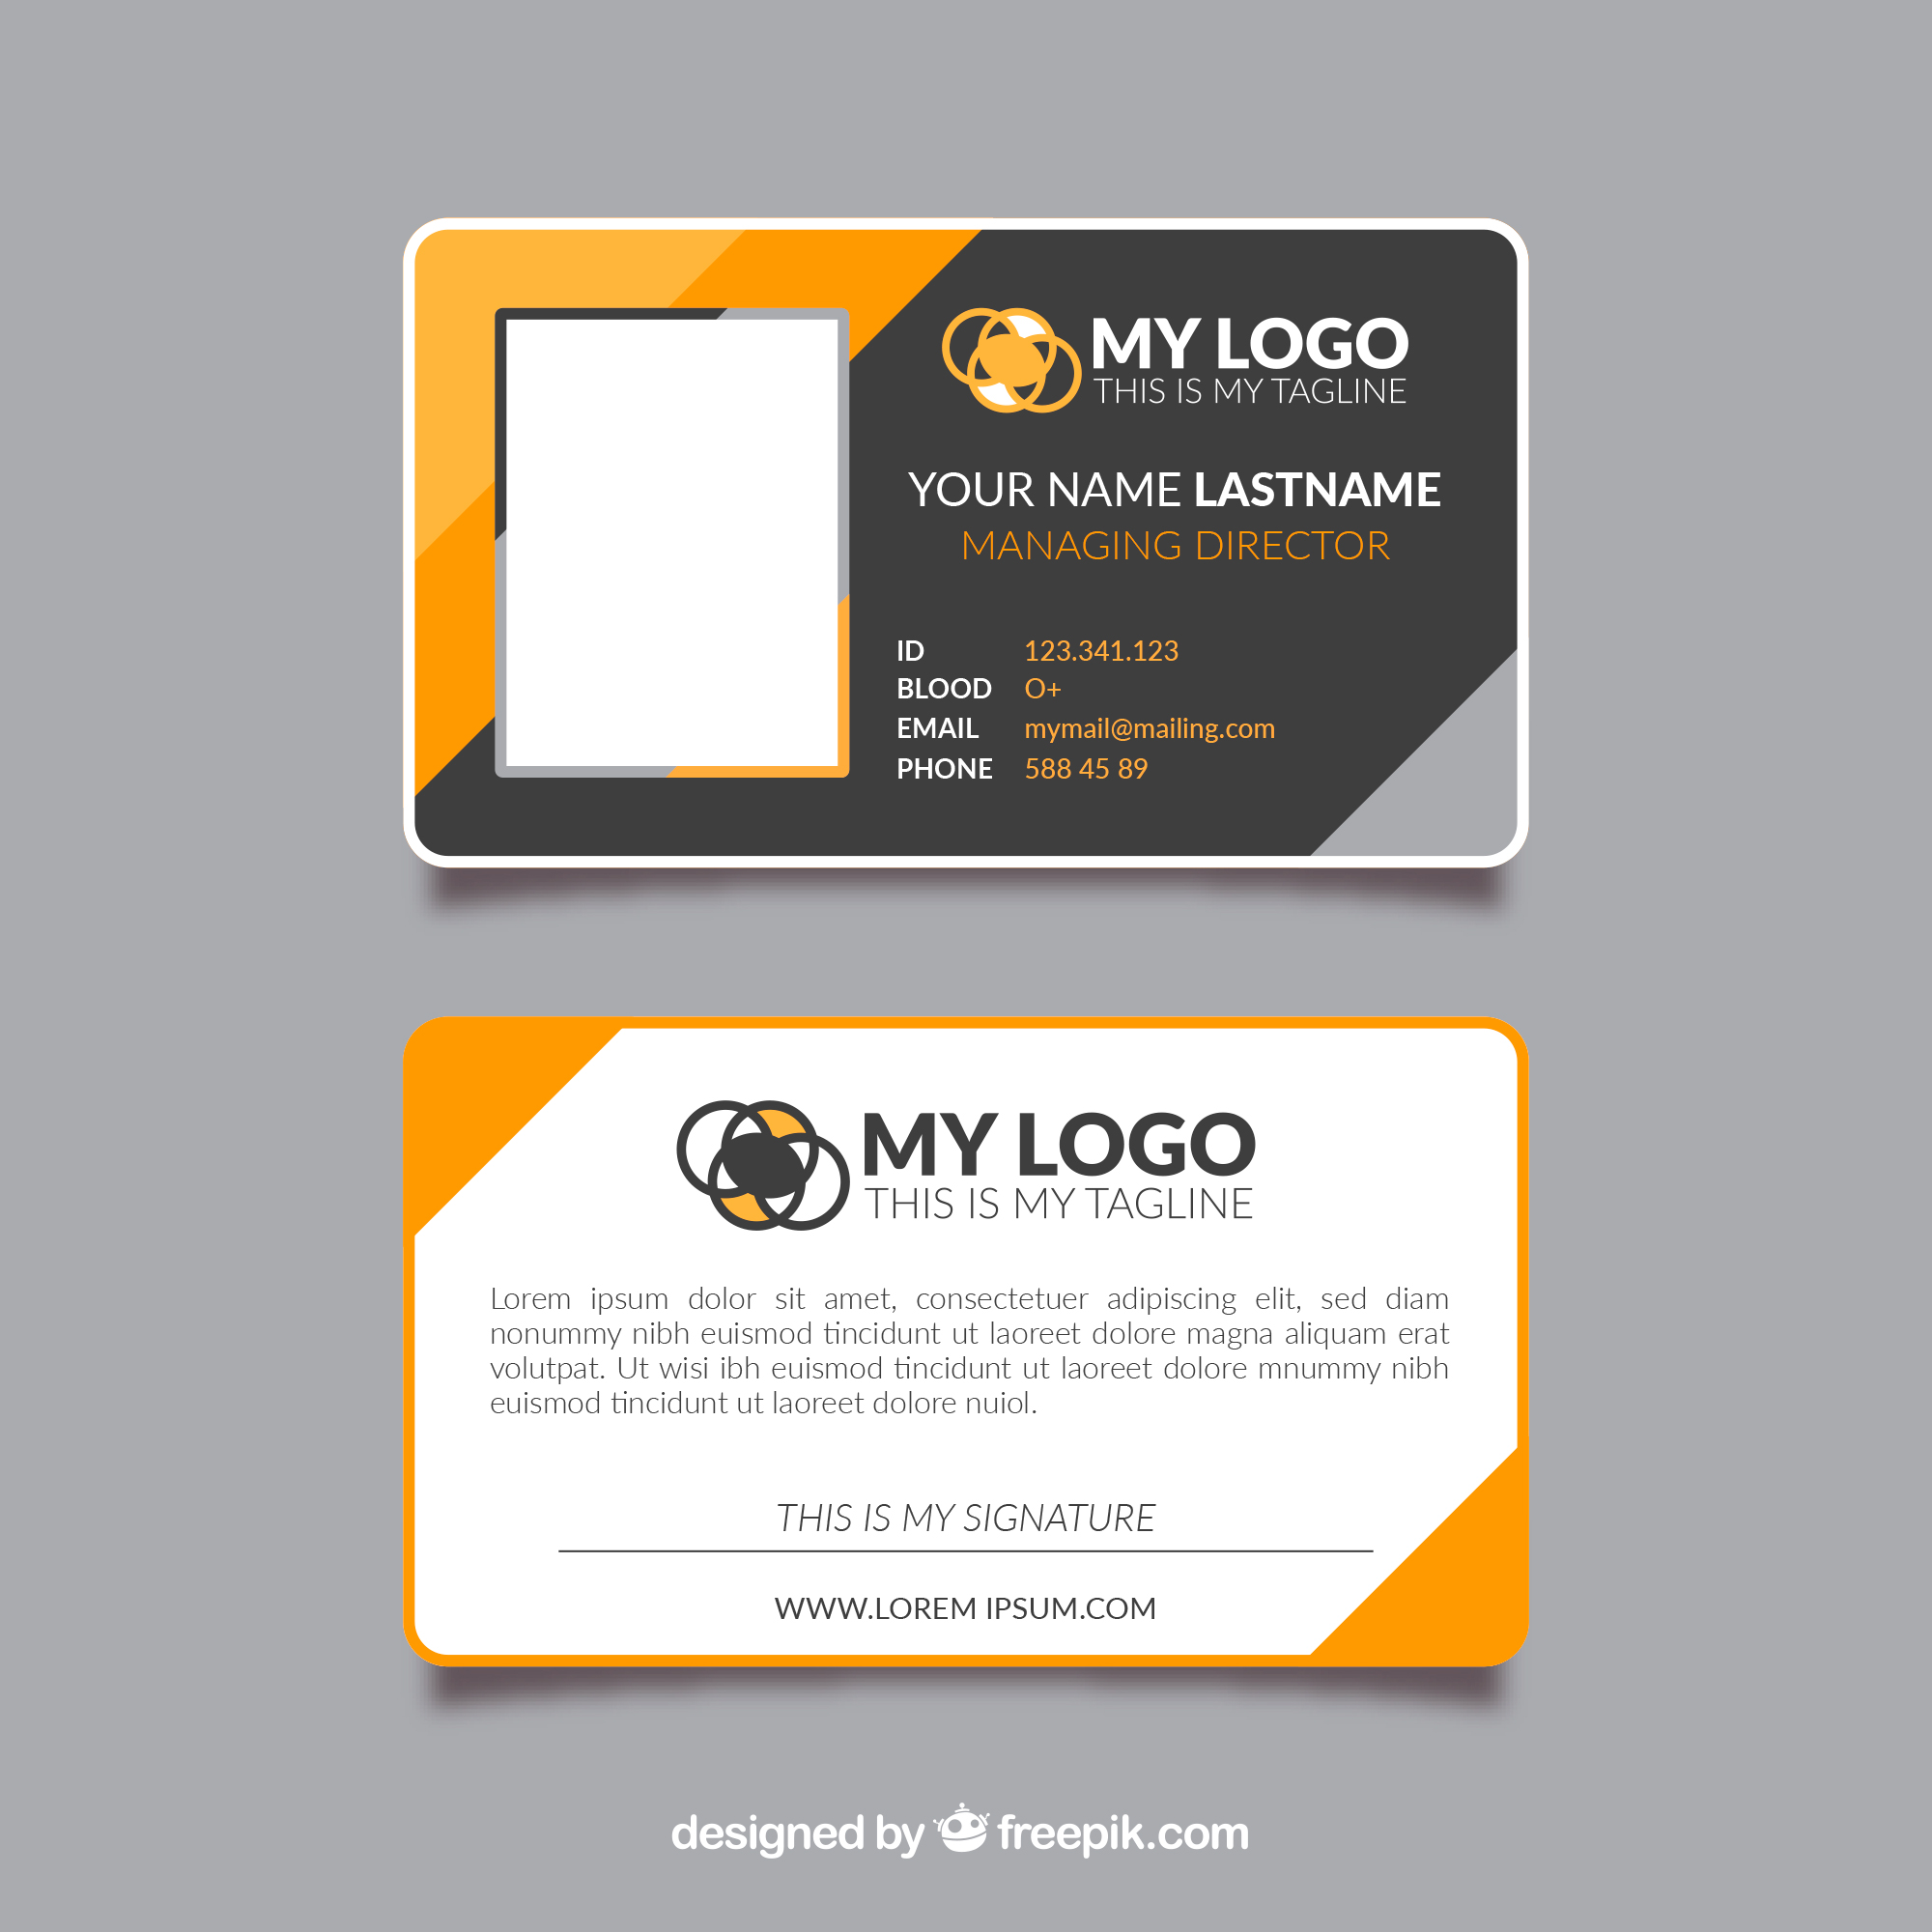 MY LOGO
THIS IS MY TAGLINE
YOUR NAME LASTNAME
MANAGING DIRECTOR
ID 123.341.123
BLOOD O+
EMAIL mymail@mailing.com
PHONE 588 45 89
MY LOGO
THIS IS MY TAGLINE
Lorem ipsum dolor sit amet, consectetuer adipiscing elit, sed diam
nonummy nibh euismod tincidunt ut laoreet dolore magna aliquam erat
volutpat. Ut wisi ibh euismod tincidunt ut laoreet dolore mnummy nibh
euismod tincidunt ut laoreet dolore nuiol.
THIS IS MY SIGNATURE
WWW.LOREM IPSUM.COM
designed by freepik.com